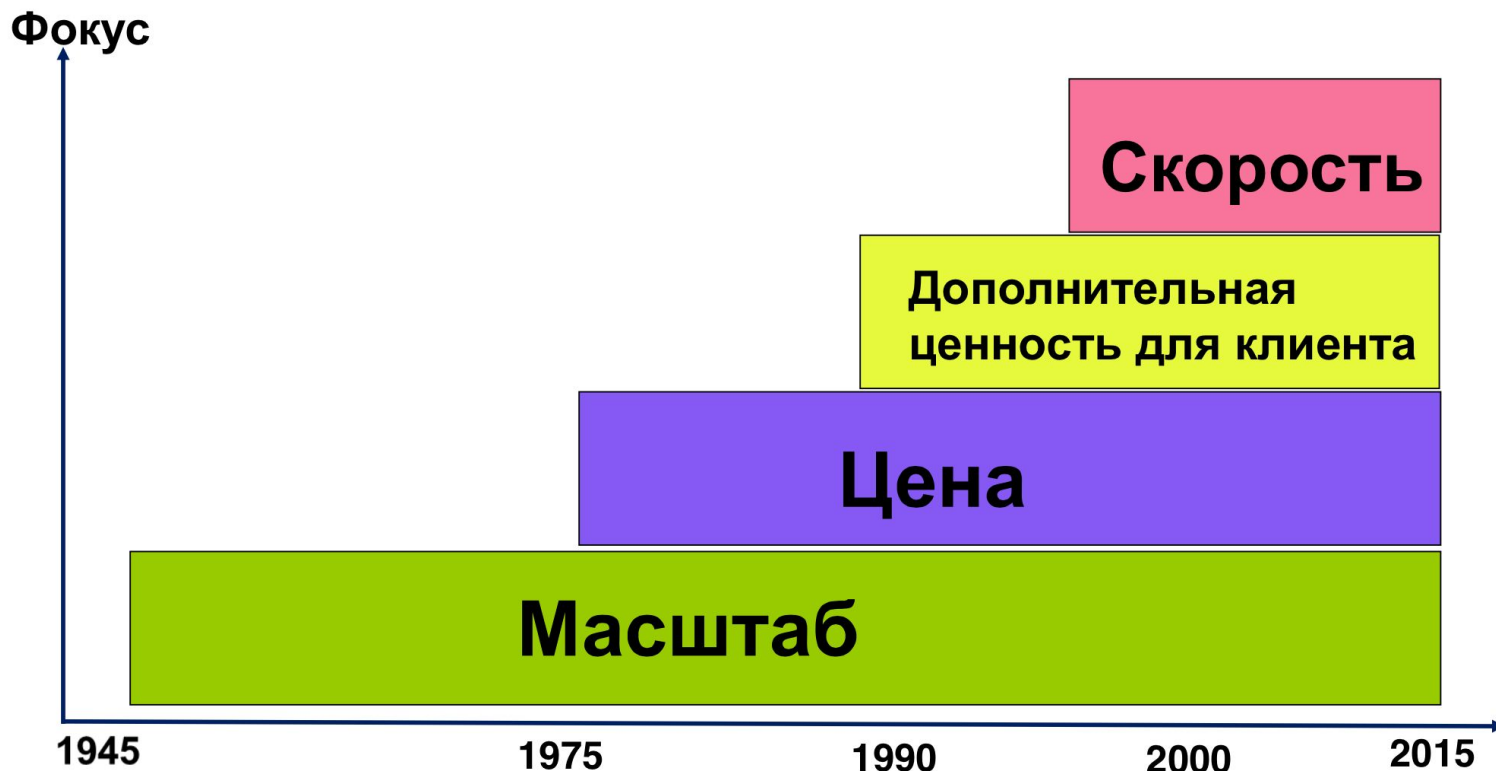 Фокус
Скорость
Дополнительная
ценность для клиента
Цена
Масштаб
1945
1975
1990
2000
2015